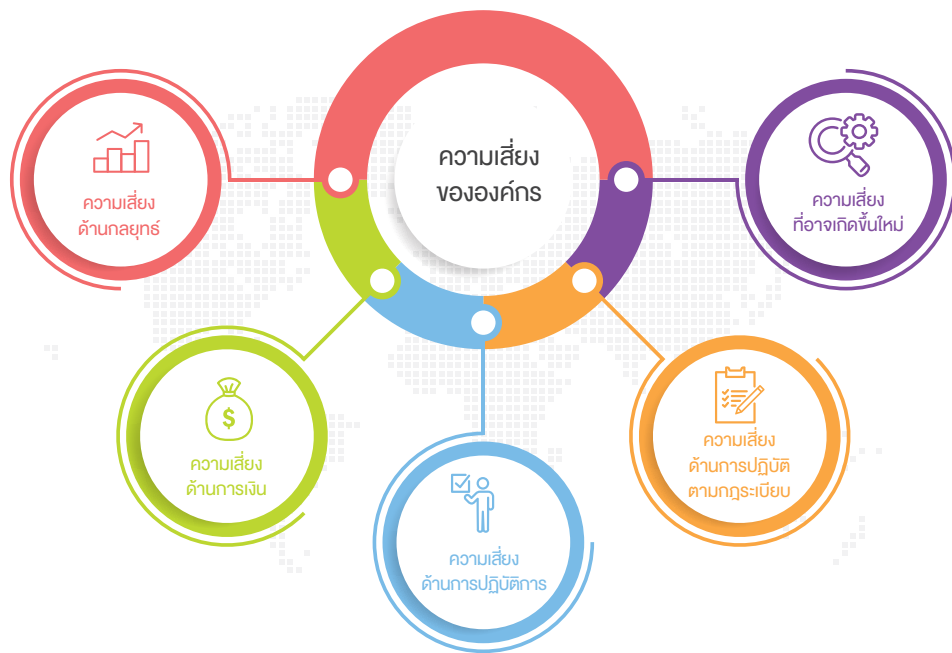 ความเสี่ยง
ขององค์กร
ความเสี่ยง
ด้านกลยุทธ์
ความเสี่ยง
ที่อาจเกิดขึ้นใหม่
$
ความเสี่ยง
ด้านการเงิน
ความเสี่ยง
ด้านการปฏิบัติ
ตามกฎระเบียบ
ความเสี่ยง
ด้านการปฏิบัติการ